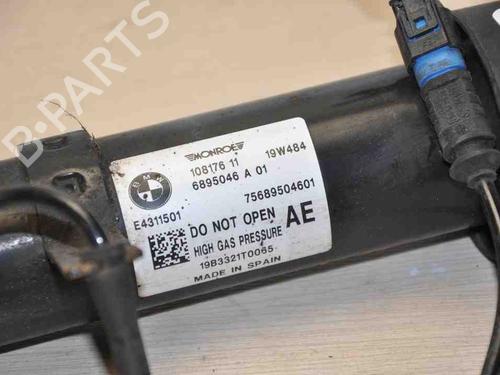 B-PARTS
MONROE
BMW
108176 11 19W484
6895046 A 01
E4311501 75689504601
DO NOT OPEN AE
HIGH GAS PRESSURE
19B3321T0065
MADE IN SPAIN